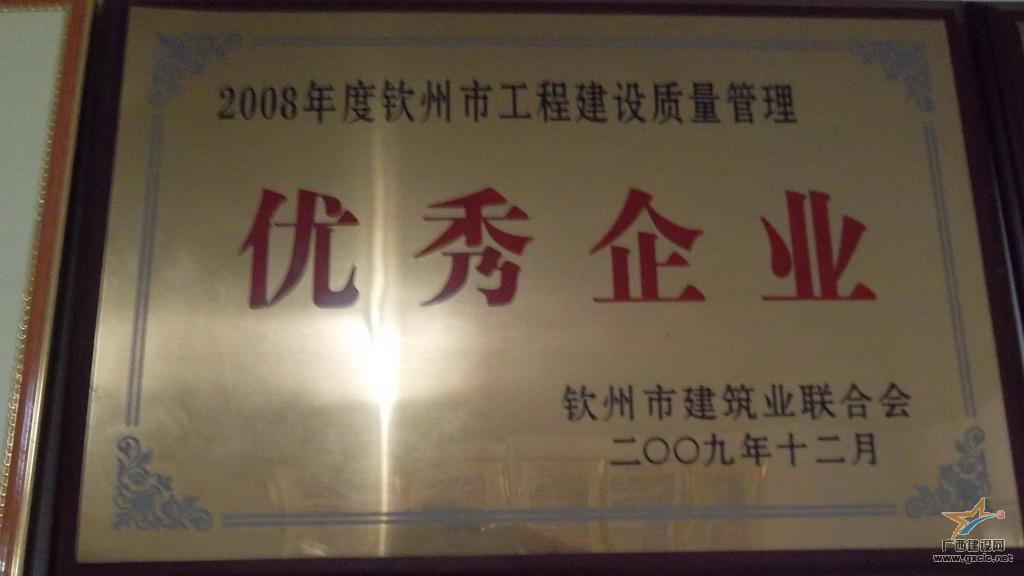 2008年度钦州市工程建设质量管理
优秀企业
钦州市建筑业联合会
二〇〇九年十二月
广西建设网
www.gxcic.net